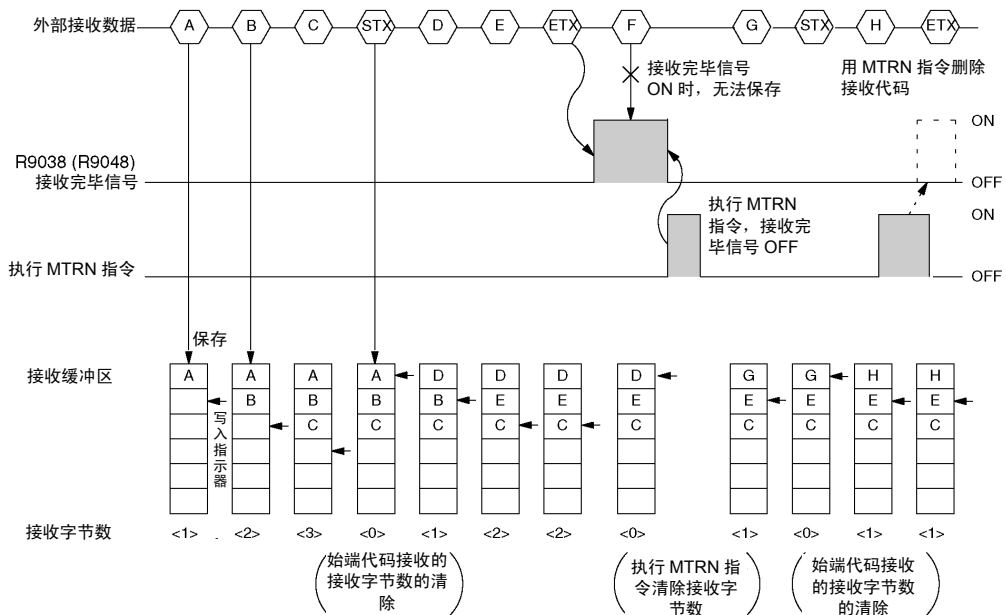 外部接收数据 A B C STX D E ETX F G STX H ETX
接收完毕信号
ON 时，无法保存
用 MTRN 指令删除
接收代码
ON
R9038 (R9048)
接收完毕信号
OFF
执行 MTRN
指令，接收完
毕信号 OFF
ON
执行 MTRN 指令
OFF
保存
接收缓冲区 A A A A D D D D G G H H
B B B B E E E E E E E
C C C C C C C C C C
写入指示器
接收字节数 <1> <2> <3> <0> <1> <2> <2> <0> <1> <0> <1> <1>
始端代码接收的
接收字节数的清
除
执行 MTRN 指
令清除接收字
节数
始端代码接收
的接收字节数
的清除